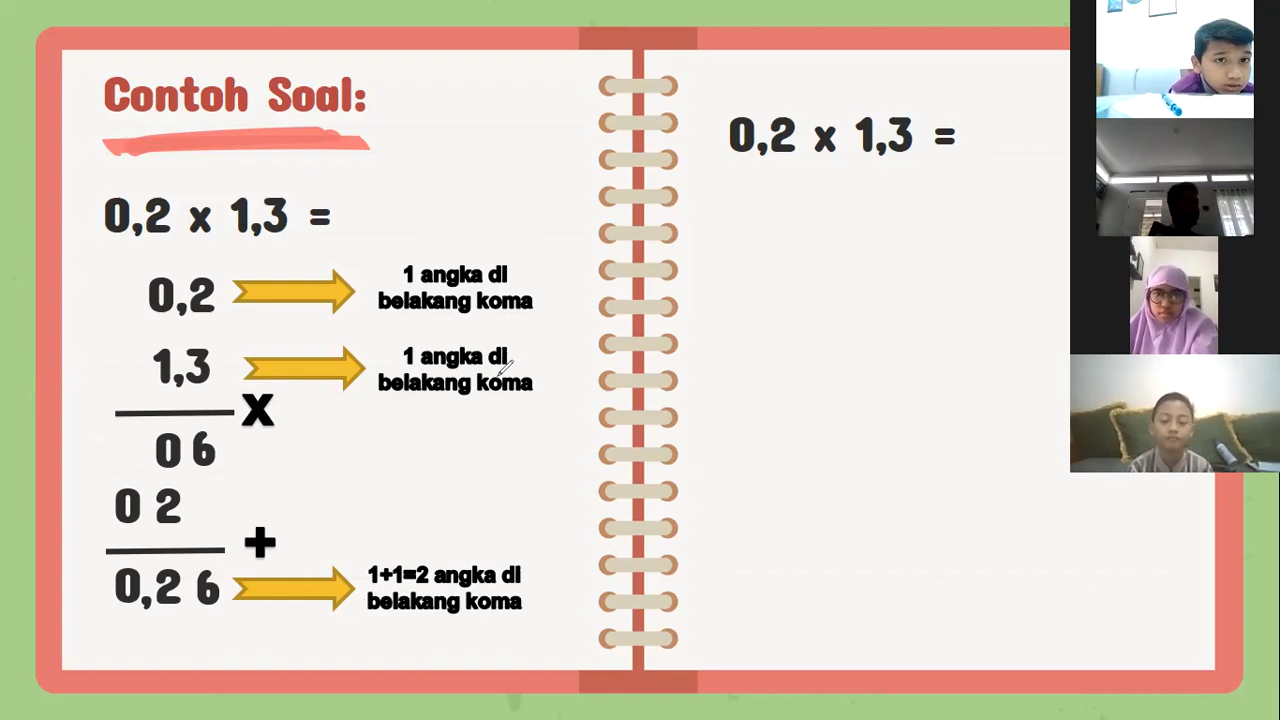 Contoh Soal:
0,2 x 1,3 =
0,2
1 angka di
belakang koma
1,3
1 angka di
belakang koma
x
0 6
0 2
+
0,2 6
1+1=2 angka di
belakang koma
0,2 x 1,3 =